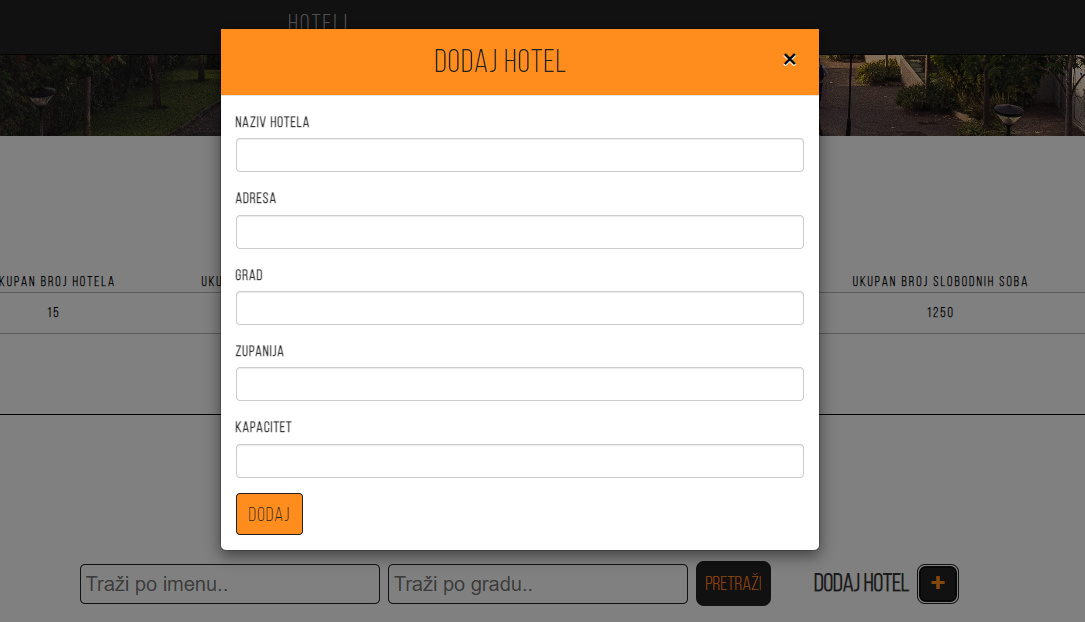 HOTELI
DODAJ HOTEL ×
NAZIV HOTELA
ADRESA
GRAD
ZUPANIJA
KAPACITET
DODAJ
KUPAN BROJ HOTELA UKU UKUPAN BROJ SLOBODNIH SOBA
15 1250
Traži po imenu.. Traži po gradu.. PRETRAŽI DODAJ HOTEL +